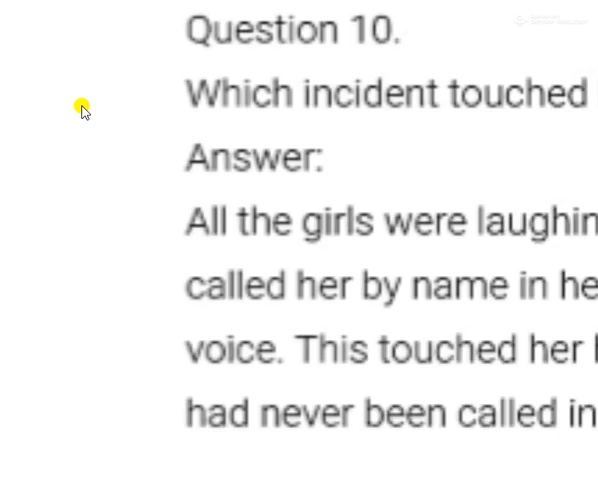 Question 10.
Which incident touched
Answer:
All the girls were laughin
called her by name in he
voice. This touched her
had never been called in